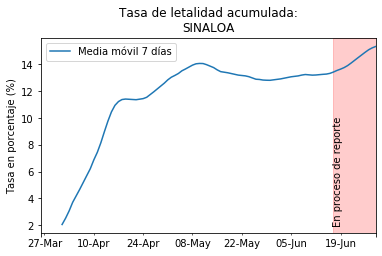 Tasa de letalidad acumulada:
SINALOA
Media móvil 7 días
Tasa en porcentaje (%)
14
12
10
8
6
4
2
En proceso de reporte
27-Mar 10-Apr 24-Apr 08-May 22-May 05-Jun 19-Jun